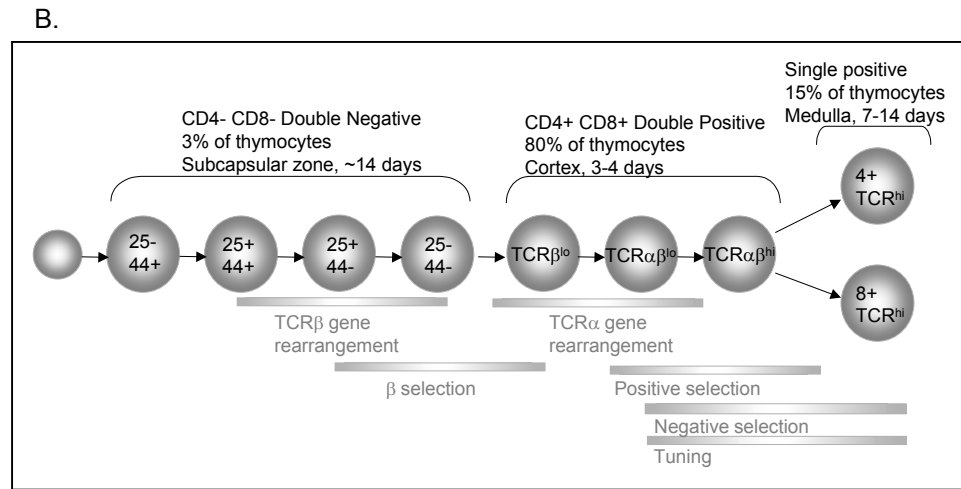 B.
CD4- CD8- Double Negative
3% of thymocytes
Subcapsular zone, ~14 days
CD4+ CD8+ Double Positive
80% of thymocytes
Cortex, 3-4 days
Single positive
15% of thymocytes
Medulla, 7-14 days
25-
44+
25+
44+
25+
44-
25-
44-
TCRβlo
TCRαβlo
TCRαβhi
4+
TCRhi
8+
TCRhi
TCRβ gene
rearrangement
TCRα gene
rearrangement
β selection
Positive selection
Negative selection
Tuning